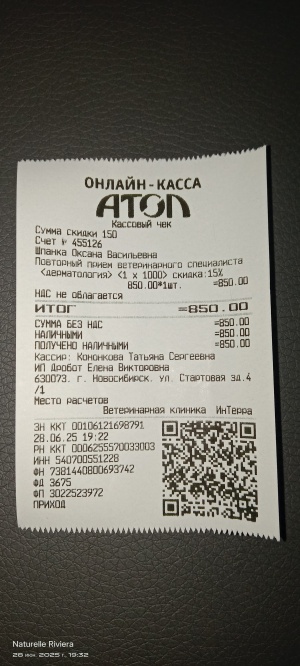 ОНЛАЙН-КАССА
АТОЛ
Кассовый чек
Сумма скидки 150
Счет № 455126
Шпанка Оксана Васильевна
Повторный прием ветеринарного специалиста
<дерматология> <1 x 1000> скидка:15%
850.00*1шт. =850.00
НДС не облагается
ИТОГ =850.00
СУММА БЕЗ НДС =850.00
НАЛИЧНЫМИ =850.00
ПОЛУЧЕНО НАЛИЧНЫМИ =850.00
Кассир: Кононкова Татьяна Сергеевна
ИП Дробот Елена Викторовна
630073. г. Новосибирск. ул. Стартовая зд.4
/1
Место расчетов
Ветеринарная клиника ИнТерра
ЗН ККТ 00106121698791
28.06.25 19:22
РН ККТ 0006255570033003
ИНН 540700551228
ФН 7381440800693742
ФД 3675
ФП 3022523972
ПРИХОД
Naturelle Riviera
28 июн. 2025 г. 19:32